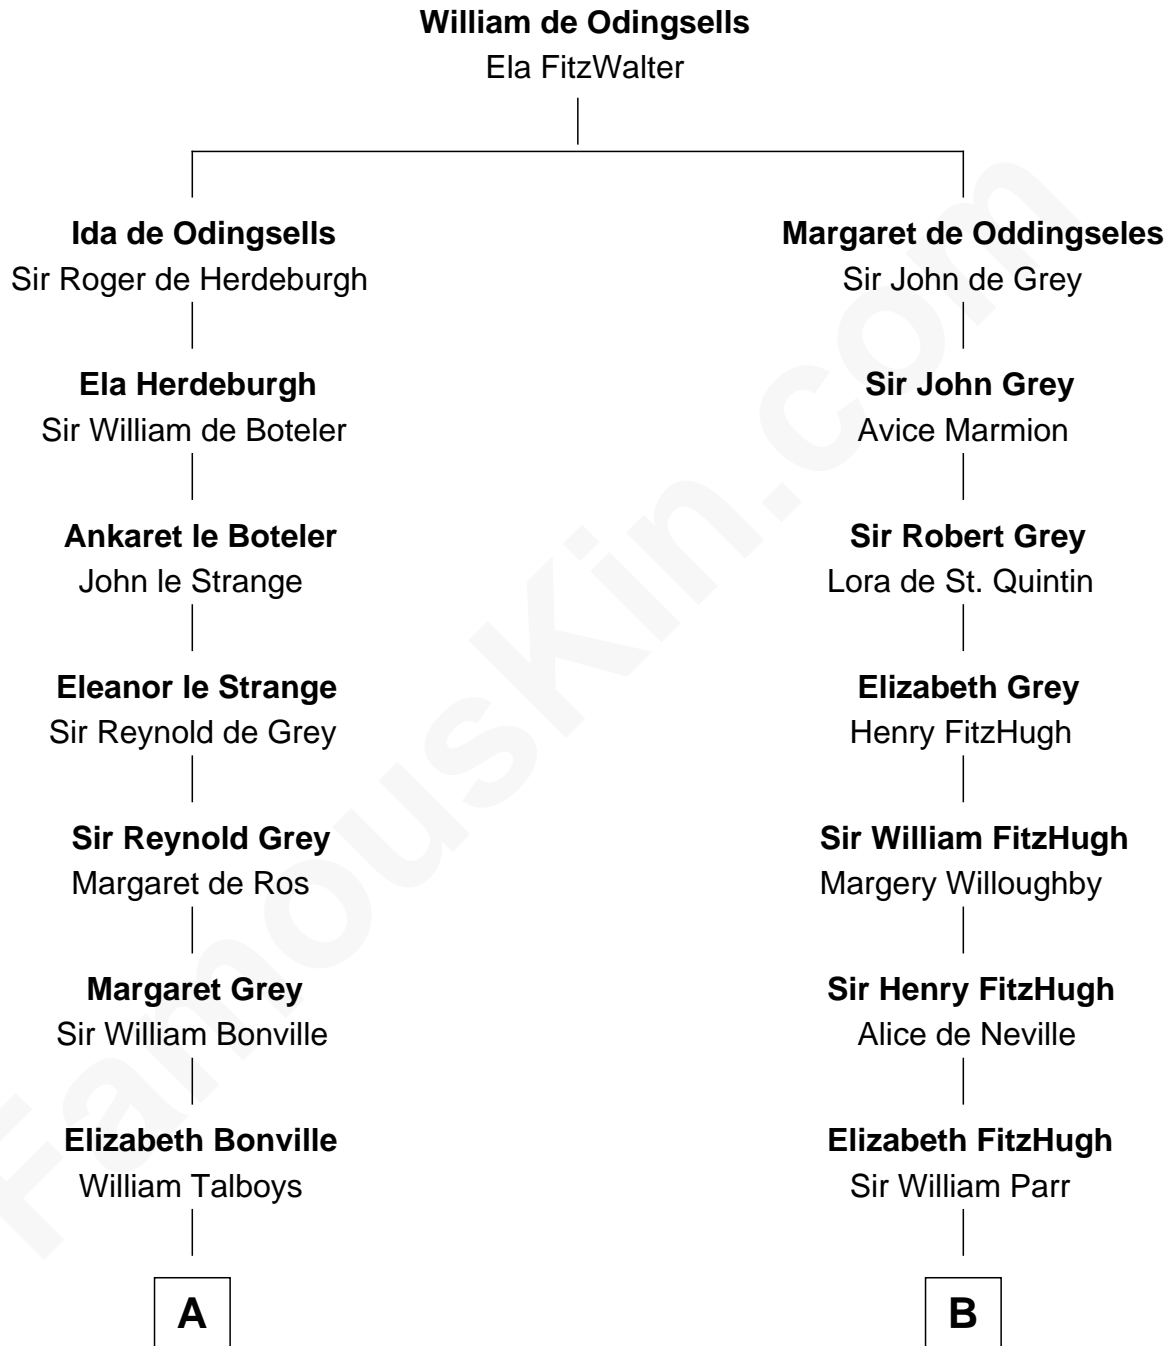 William de Odingsells
Ela FitzWalter
Ida de Odingsells
Sir Roger de Herdeburgh
Margaret de Oddingseles
Sir John de Grey
Ela Herdeburgh
Sir William de Boteler
Sir John Grey
Avice Marmion
Ankaret le Boteler
John le Strange
Sir Robert Grey
Lora de St. Quintin
Eleanor le Strange
Sir Reynold de Grey
Elizabeth Grey
Henry FitzHugh
Sir Reynold Grey
Margaret de Ros
Sir William FitzHugh
Margery Willoughby
Margaret Grey
Sir William Bonville
Sir Henry FitzHugh
Alice de Neville
Elizabeth Bonville
William Talboys
Elizabeth FitzHugh
Sir William Parr
A
B
FamousKin.com